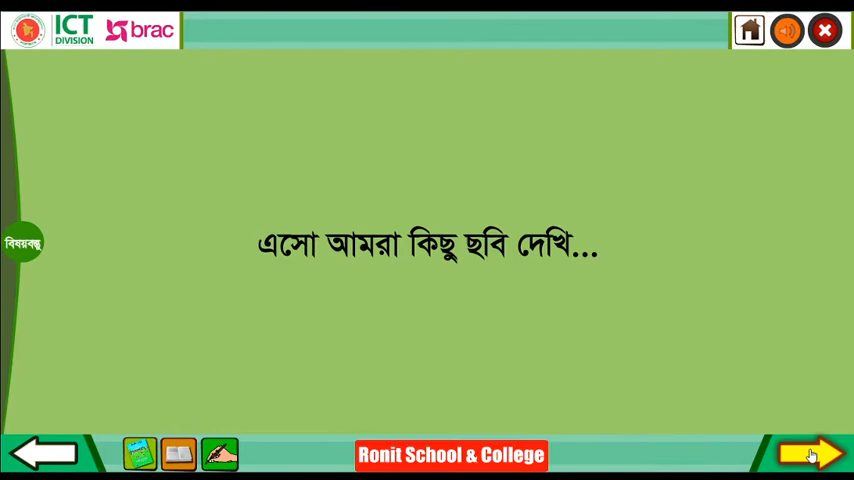 ICT
DIVISION
brac
বিষয়বস্তু
এসো আমরা কিছু ছবি দেখি...
Ronit School & College